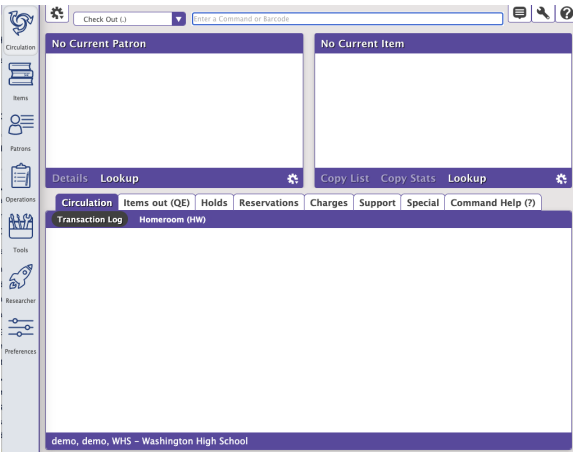 Check Out (.)
Enter a Command or Barcode
Circulation
Items
Patrons
Operations
Tools
Researcher
Preferences
No Current Patron
Details Lookup
No Current Item
Copy List Copy Stats Lookup
Circulation Items out (QE) Holds Reservations Charges Support Special Command Help (?)
Transaction Log Homeroom (HW)
demo, demo, WHS – Washington High School